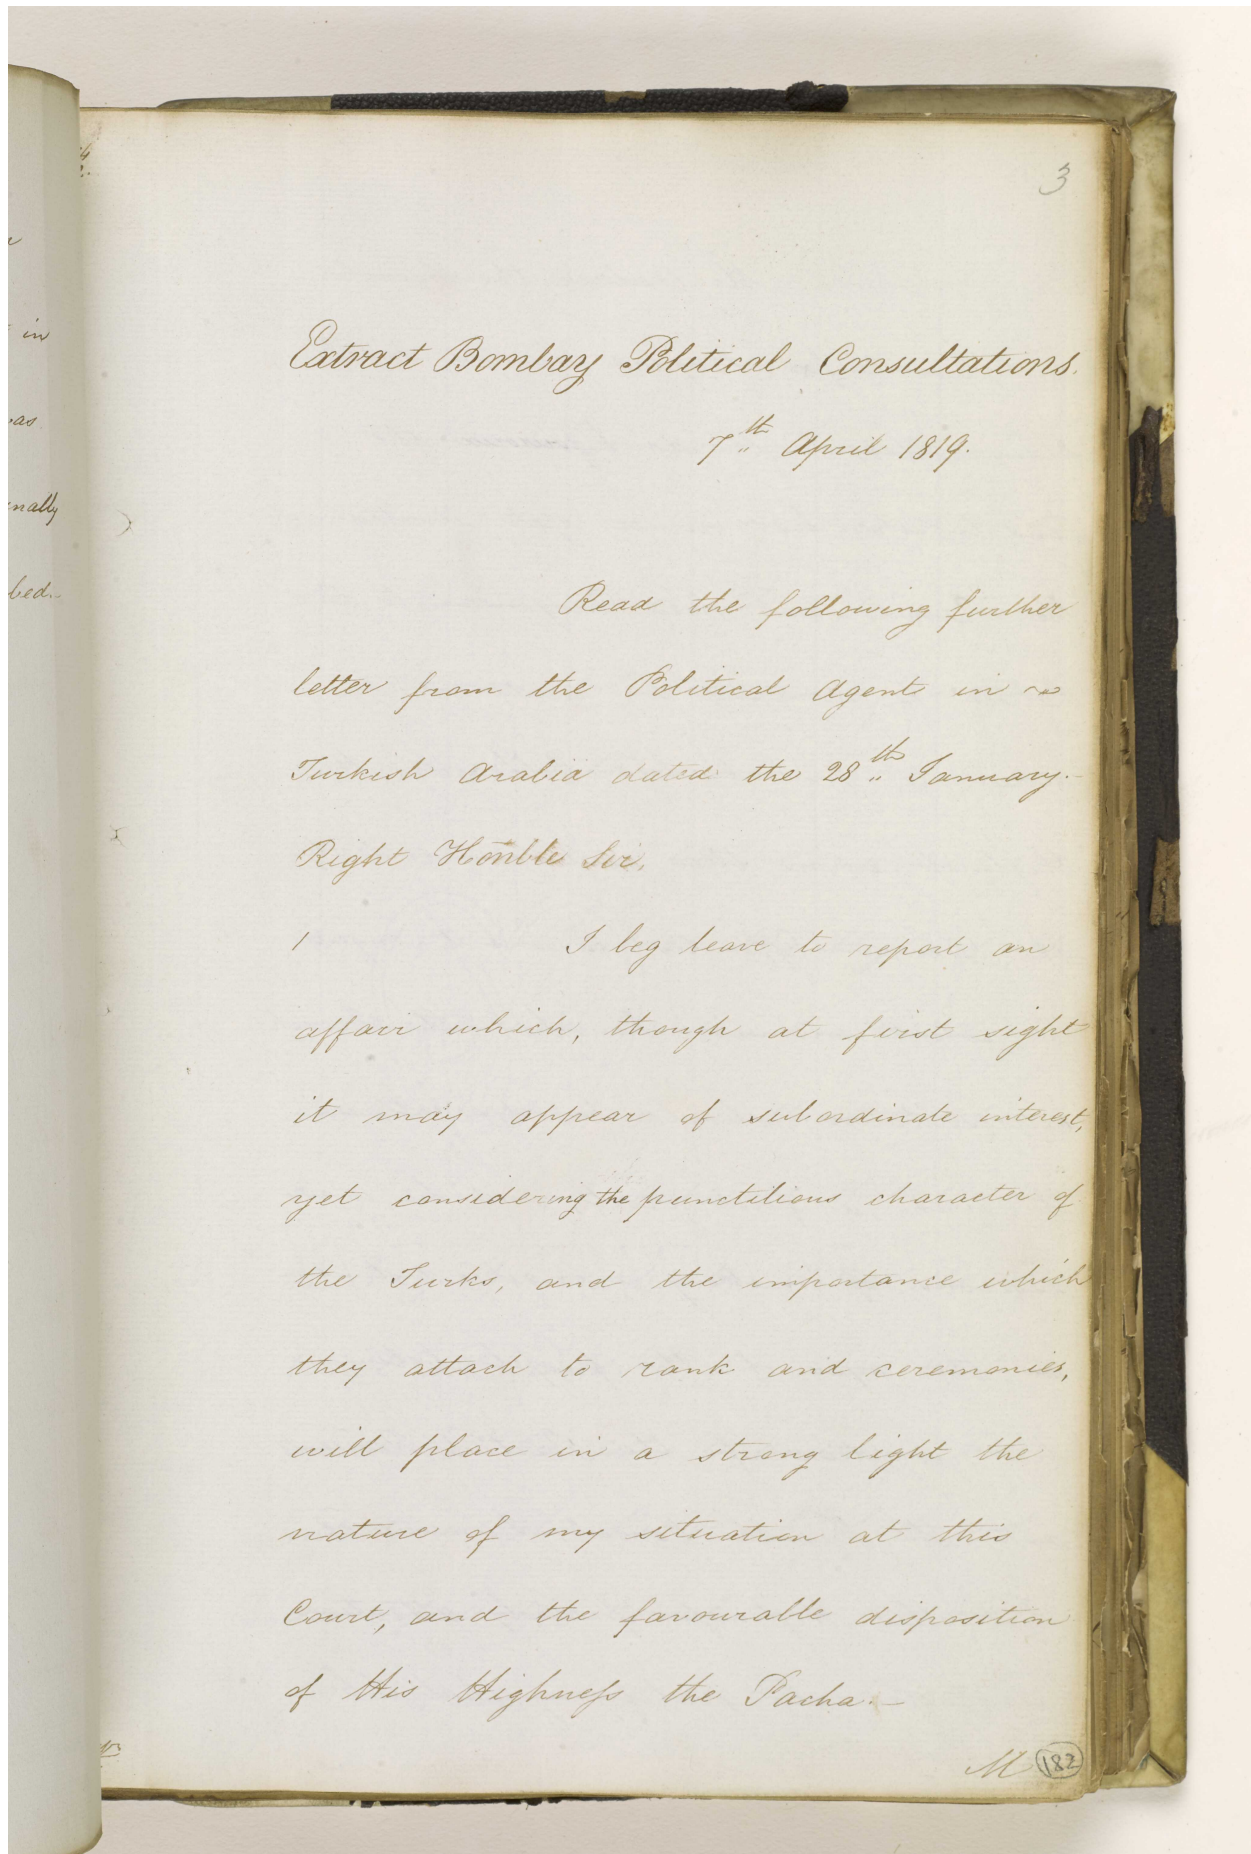 3
Extract Bombay Political Consultations.
7th April 1819.
Read the following further
letter from the Political Agent in
Turkish Arabia dated the 28th January.-
Right Honble Sir,
1 I beg leave to report an
affair which, though at first sight
it may appear of subordinate interest,
yet considering the punctilious character of
the Turks, and the importance which
they attach to rank and ceremonies,
will place in a strong light the
nature of my situation at this
Court, and the favourable disposition
of His Highness the Pacha.-
M 182
in
as
nally
bed.-